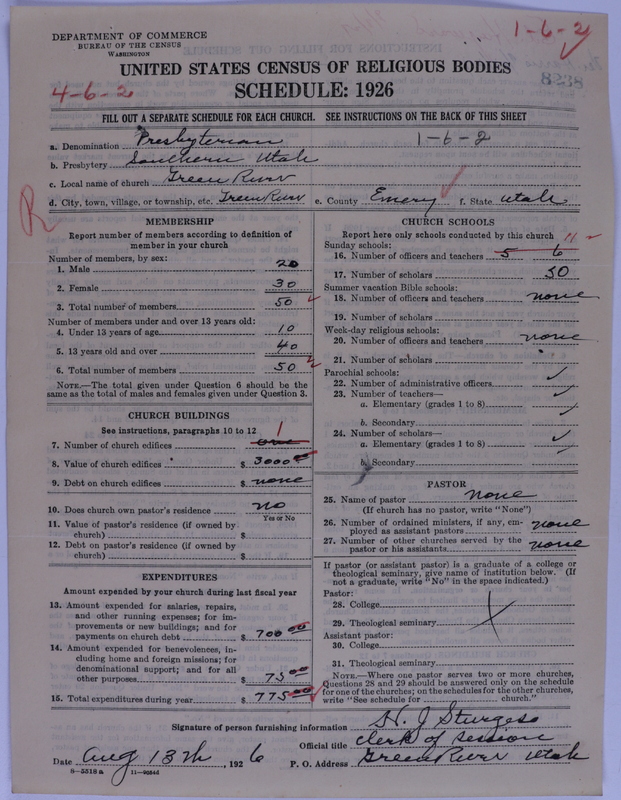 1-6-2
DEPARTMENT OF COMMERCE
BUREAU OF THE CENSUS
WASHINGTON
8238
UNITED STATES CENSUS OF RELIGIOUS BODIES
4-6-2
SCHEDULE: 1926
FILL OUT A SEPARATE SCHEDULE FOR EACH CHURCH. SEE INSTRUCTIONS ON THE BACK OF THIS SHEET
a. Denomination Presbyterian 1-6-2
b. Presbytery Southern Utah
c. Local name of church Green River
d. City, town, village, or township, etc. Green River e. County Emery f. State Utah
R
MEMBERSHIP
Report number of members according to definition of
member in your church
Number of members, by sex:
1. Male 20
2. Female 30
3. Total number of members 50
Number of members under and over 13 years old:
4. Under 13 years of age 10
5. 13 years old and over 40
6. Total number of members 50
NOTE.—The total given under Question 6 should be the
same as the total of males and females given under Question 3.
CHURCH BUILDINGS
See instructions, paragraphs 10 to 12
7. Number of church edifices one 1
8. Value of church edifices $ 3000
9. Debt on church edifices $ none
10. Does church own pastor's residence no
Yes or No
11. Value of pastor's residence (if owned by
church) $
12. Debt on pastor's residence (if owned by
church) $
EXPENDITURES
Amount expended by your church during last fiscal year
13. Amount expended for salaries, repairs,
and other running expenses; for im-
provements or new buildings; and for
payments on church debt $ 700 00
14. Amount expended for benevolences, in-
cluding home and foreign missions; for
denominational support; and for all
other purposes $ 75 00
15. Total expenditures during year $ 775 00
CHURCH SCHOOLS
Report here only schools conducted by this church
Sunday schools: 11
16. Number of officers and teachers 5 6
17. Number of scholars 50
Summer vacation Bible schools:
18. Number of officers and teachers none
19. Number of scholars
Week-day religious schools:
20. Number of officers and teachers none
21. Number of scholars
Parochial schools:
22. Number of administrative officers
23. Number of teachers—
a. Elementary (grades 1 to 8)
b. Secondary
24. Number of scholars—
a. Elementary (grades 1 to 8)
b. Secondary
PASTOR
25. Name of pastor none
(If church has no pastor, write "None")
26. Number of ordained ministers, if any, em-
ployed as assistant pastors none
27. Number of other churches served by the
pastor or his assistants none
If pastor (or assistant pastor) is a graduate of a college or
theological seminary, give name of institution below. (If
not a graduate, write "No" in the space indicated.)
Pastor:
28. College
29. Theological seminary
Assistant pastor:
30. College
31. Theological seminary
NOTE.—Where one pastor serves two or more churches,
Questions 28 and 29 should be answered only on the schedule
for one of the churches; on the schedules for the other churches,
write "See schedule for church."
Signature of person furnishing information H. J Sturgess
Official title Clerk of Session
Date Aug 13th, 1926 P. O. Address Green River Utah
8-5518 a